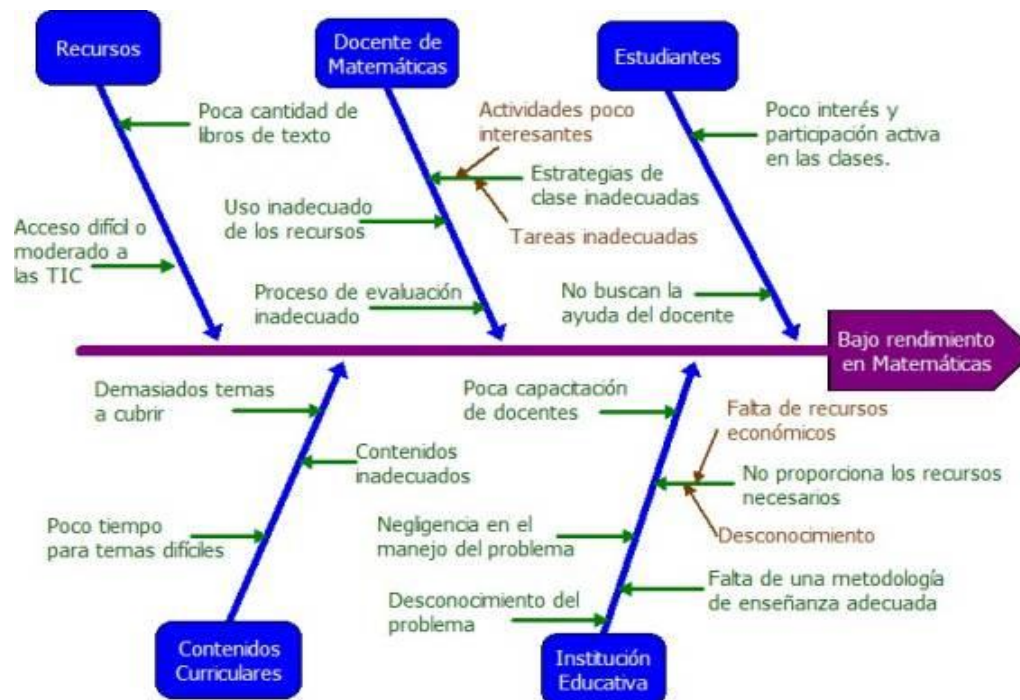 Recursos
Docente de
Matemáticas
Estudiantes
Poca cantidad de
libros de texto
Acceso difícil o
moderado a
las TIC
Actividades poco
interesantes
Estrategias de
clase inadecuadas
Tareas inadecuadas
Uso inadecuado
de los recursos
Proceso de evaluación
inadecuado
Poco interés y
participación activa
en las clases.
No buscan la
ayuda del docente
Bajo rendimiento
en Matemáticas
Demasiados temas
a cubrir
Contenidos
inadecuados
Poco tiempo
para temas difíciles
Contenidos
Curriculares
Poca capacitación
de docentes
Falta de recursos
económicos
No proporciona los recursos
necesarios
Desconocimiento
Negligencia en el
manejo del problema
Falta de una metodología
de enseñanza adecuada
Desconocimiento del
problema
Institución
Educativa